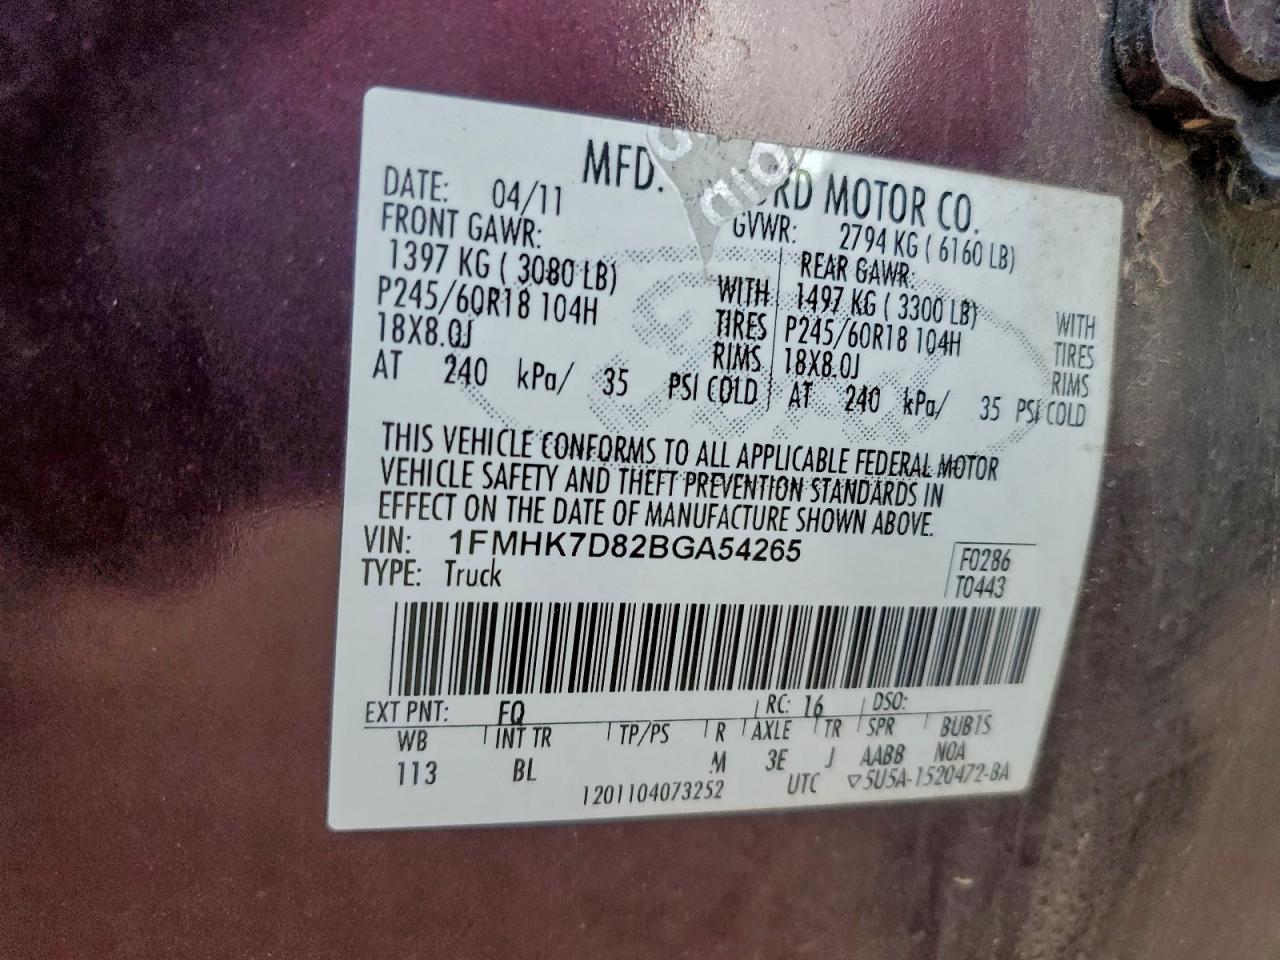 MFD. ORD MOTOR CO.
DATE: 04/11 GVWR: 2794 KG ( 6160 LB)
FRONT GAWR: REAR GAWR:
1397 KG ( 3080 LB) WITH 1497 KG ( 3300 LB) WITH
P245/60R18 104H TIRES P245/60R18 104H TIRES
18X8.0J RIMS 18X8.0J RIMS
AT 240 kPa/ 35 PSI COLD AT 240 kPa/ 35 PSI COLD
THIS VEHICLE CONFORMS TO ALL APPLICABLE FEDERAL MOTOR
VEHICLE SAFETY AND THEFT PREVENTION STANDARDS IN
EFFECT ON THE DATE OF MANUFACTURE SHOWN ABOVE.
VIN: 1FMHK7D82BGA54265 F0286
TYPE: Truck T0443
EXT PNT: FQ RC: 16 DSO:
WB INT TR TP/PS R AXLE TR SPR BUB1S
113 BL M 3E J AABB NOA
1201104073252 UTC ▽5U5A-1520472-BA